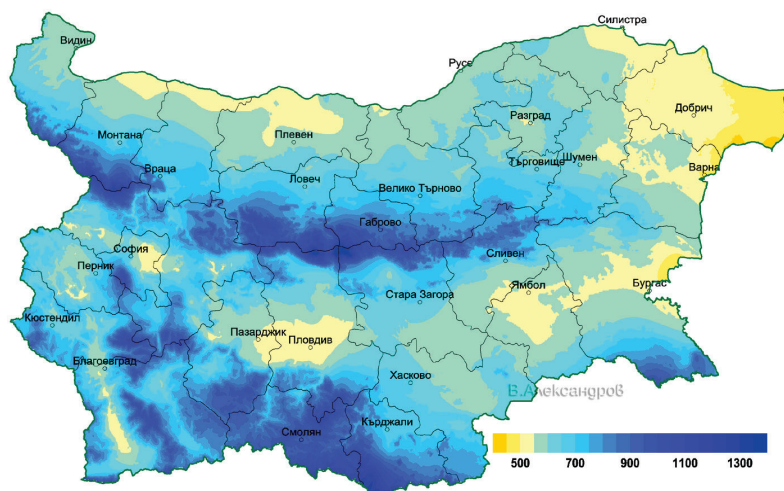 Силистра
Видин
Русе
Добрич
Разград
Монтана
Плевен
Търговище
Шумен
Варна
Враца
Ловеч
Велико Търново
Габрово
София
Сливен
Перник
Ямбол
Бургас
Стара Загора
Кюстендил
Пазарджик
Пловдив
Благоевград
Хасково
В.Александров
Смолян
Кърджали
500 700 900 1100 1300